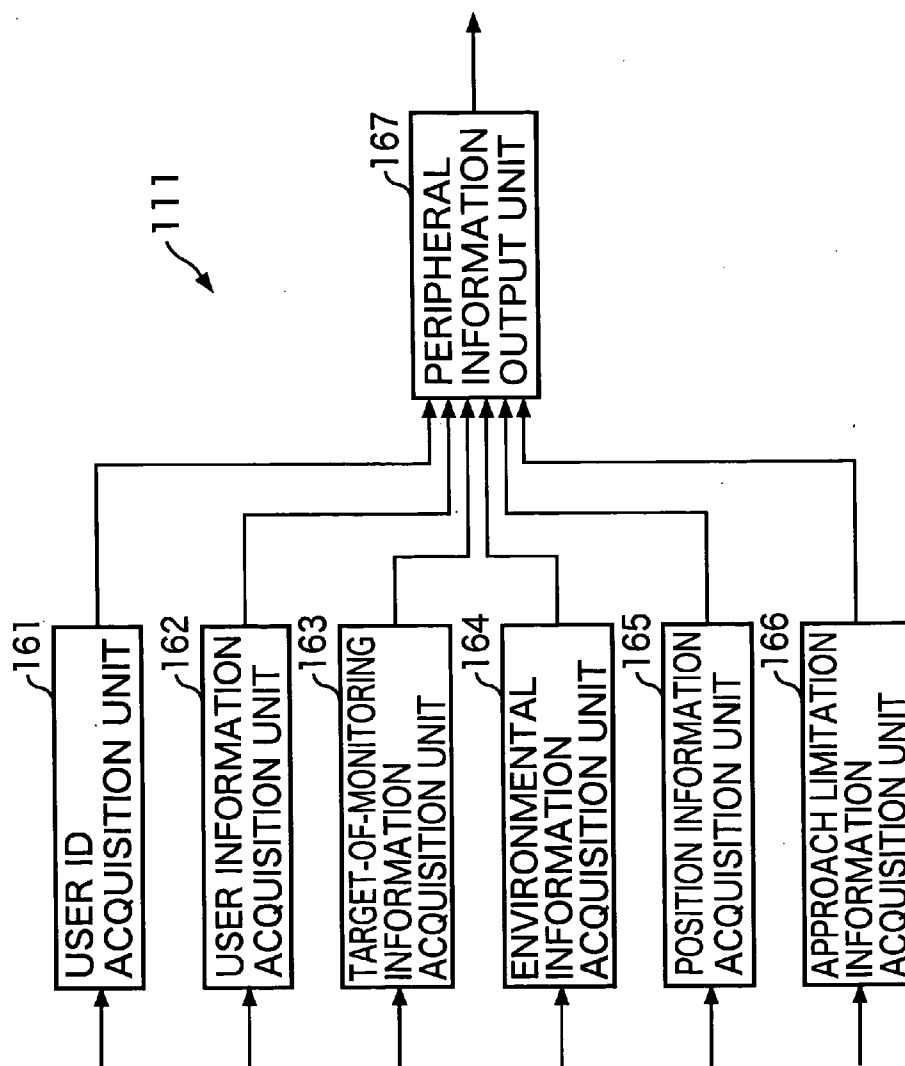 111
161
USER ID
ACQUISITION UNIT
162
USER INFORMATION
ACQUISITION UNIT
163
TARGET-OF-MONITORING
INFORMATION
ACQUISITION UNIT
164
ENVIRONMENTAL
INFORMATION
ACQUISITION UNIT
165
POSITION INFORMATION
ACQUISITION UNIT
166
APPROACH LIMITATION
INFORMATION
ACQUISITION UNIT
167
PERIPHERAL
INFORMATION
OUTPUT UNIT